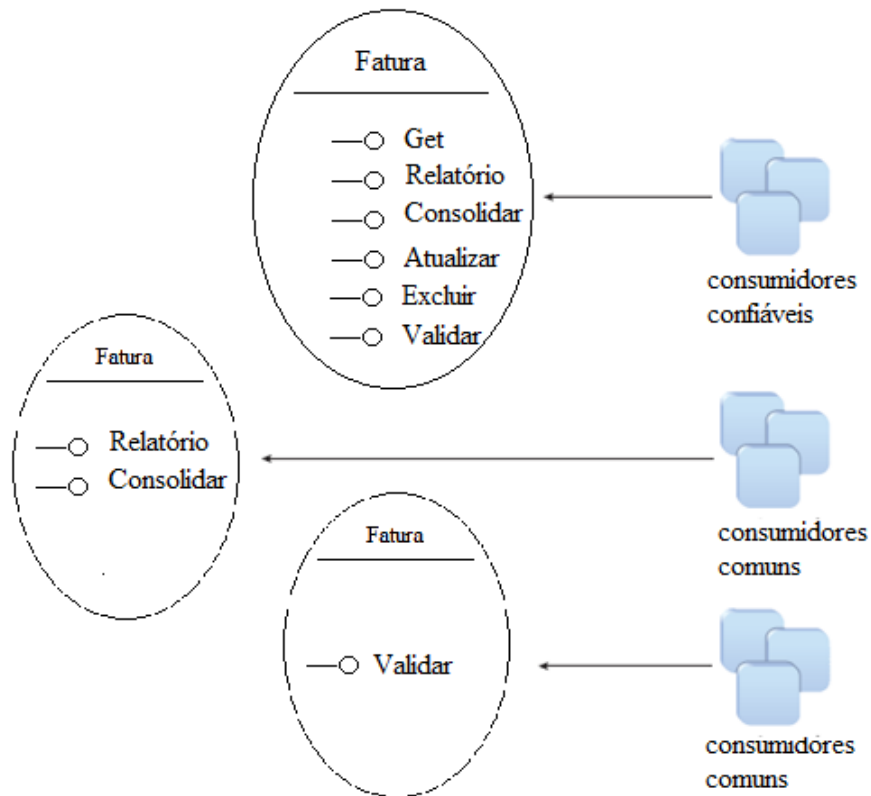 Fatura
Get
Relatório
Consolidar
Atualizar
Excluir
Validar
consumidores
confiáveis
Fatura
Relatório
Consolidar
consumidores
comuns
Fatura
Validar
consumidores
comuns